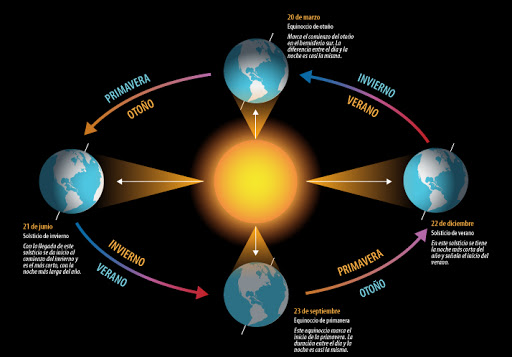 20 de marzo
Equinoccio de otoño
Marca el comienzo del otoño
en el hemisferio sur. La
diferencia entre el día y la
noche es casi la misma.
PRIMAVERA
OTOÑO
INVIERNO
VERANO
21 de junio
Solsticio de invierno
Con la llegada de este
solsticio se da inicio al
comienzo del invierno y
es el más corto, con la
noche más larga del año.
22 de diciembre
Solsticio de verano
En este solsticio se tiene
la noche más corta del
año y señala el inicio del
verano.
INVIERNO
VERANO
PRIMAVERA
OTOÑO
23 de septiembre
Equinoccio de primavera
Este equinoccio marca el
inicio de la primavera. La
duración entre el día y la
noche es casi la misma.